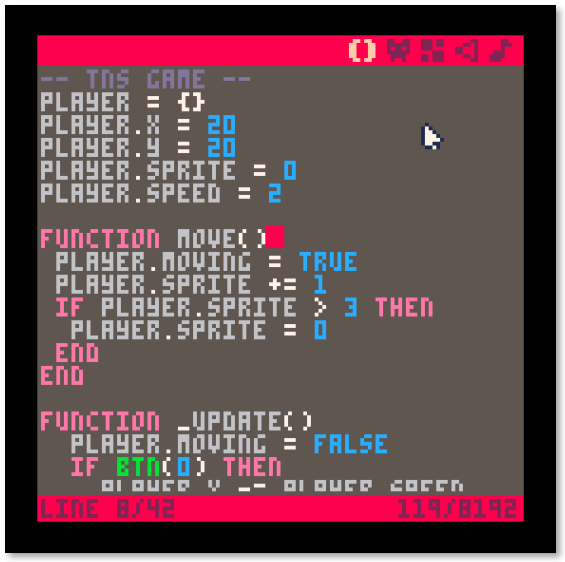 -- TNS GAME --
PLAYER = {}
PLAYER.X = 20
PLAYER.Y = 20
PLAYER.SPRITE = 0
PLAYER.SPEED = 2
FUNCTION MOVE()
PLAYER.MOVING = TRUE
PLAYER.SPRITE += 1
IF PLAYER.SPRITE > 3 THEN
PLAYER.SPRITE = 0
END
END
FUNCTION _UPDATE()
PLAYER.MOVING = FALSE
IF BTN(0) THEN
LINE 8/42 119/8192